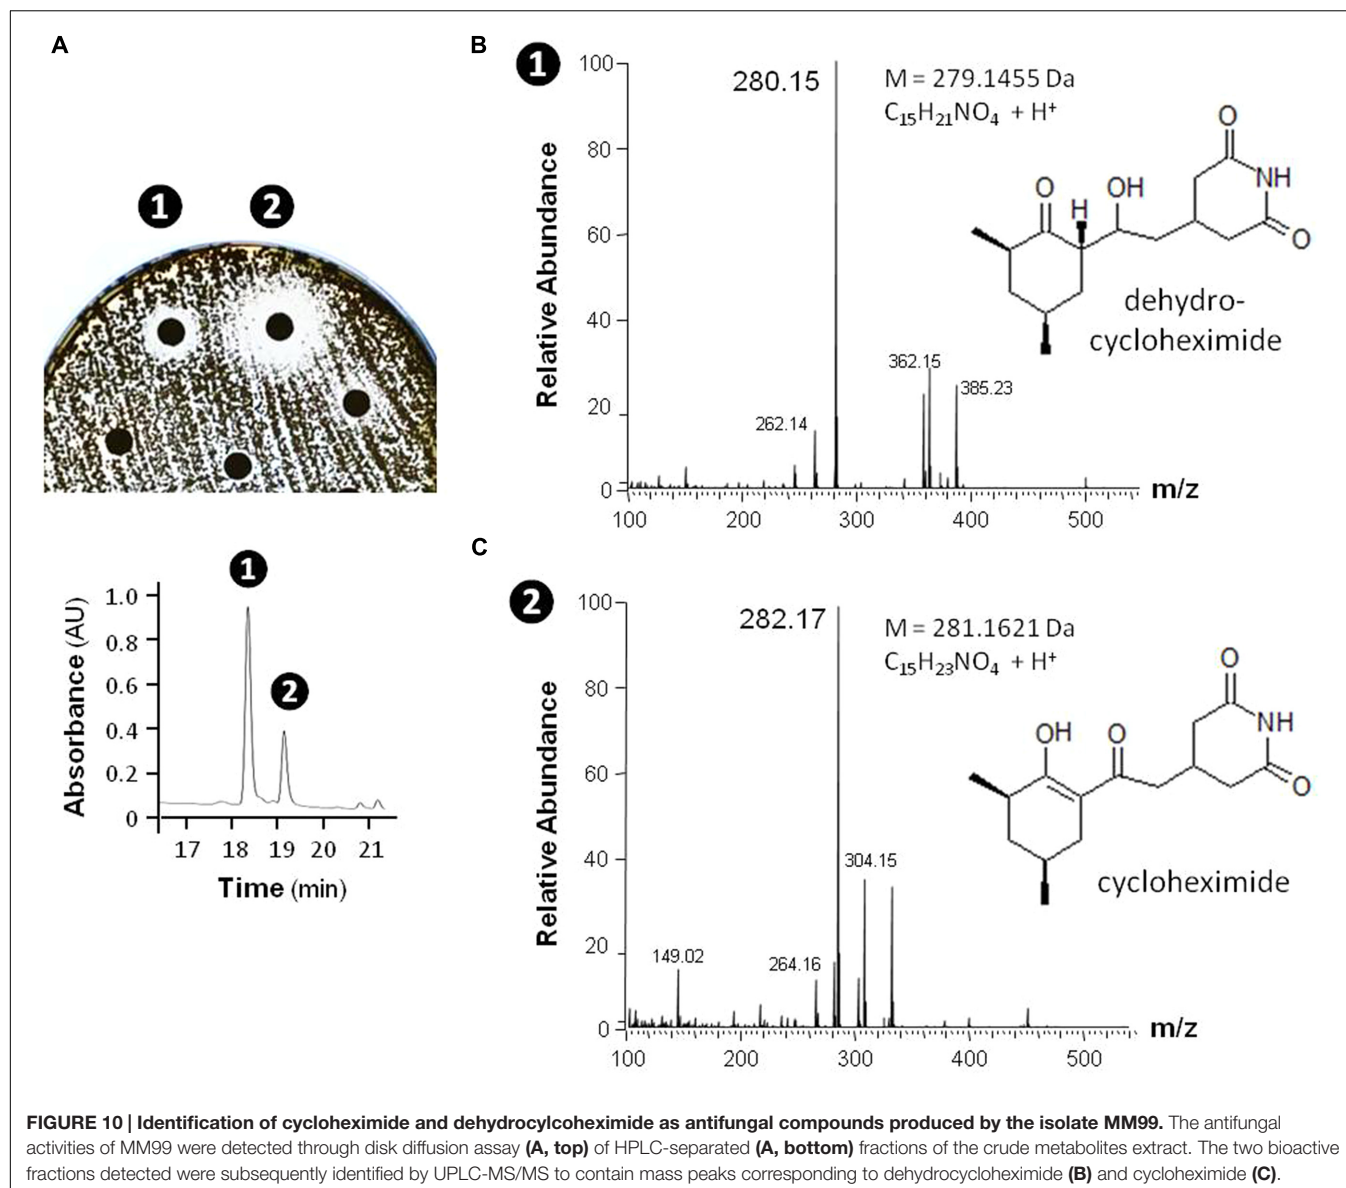 A
1 2
1
2
1.0
0.8
0.6
0.4
0.2
0
Absorbance (AU)
17 18 19 20 21
Time (min)
B
1
100
80
60
40
20
0
Relative Abundance
280.15
262.14
362.15
385.23
100 200 300 400 500
m/z
M = 279.1455 Da
C₁₅H₂₁NO₄ + H⁺
O
O H OH
NH
O
dehydro-
cycloheximide
C
2
100
80
60
40
20
0
Relative Abundance
282.17
149.02
264.16
304.15
100 200 300 400 500
m/z
M = 281.1621 Da
C₁₅H₂₃NO₄ + H⁺
O
OH O
NH
O
cycloheximide
FIGURE 10 | Identification of cycloheximide and dehydrocylcoheximide as antifungal compounds produced by the isolate MM99. The antifungal
activities of MM99 were detected through disk diffusion assay (A, top) of HPLC-separated (A, bottom) fractions of the crude metabolites extract. The two bioactive
fractions detected were subsequently identified by UPLC-MS/MS to contain mass peaks corresponding to dehydrocycloheximide (B) and cycloheximide (C).